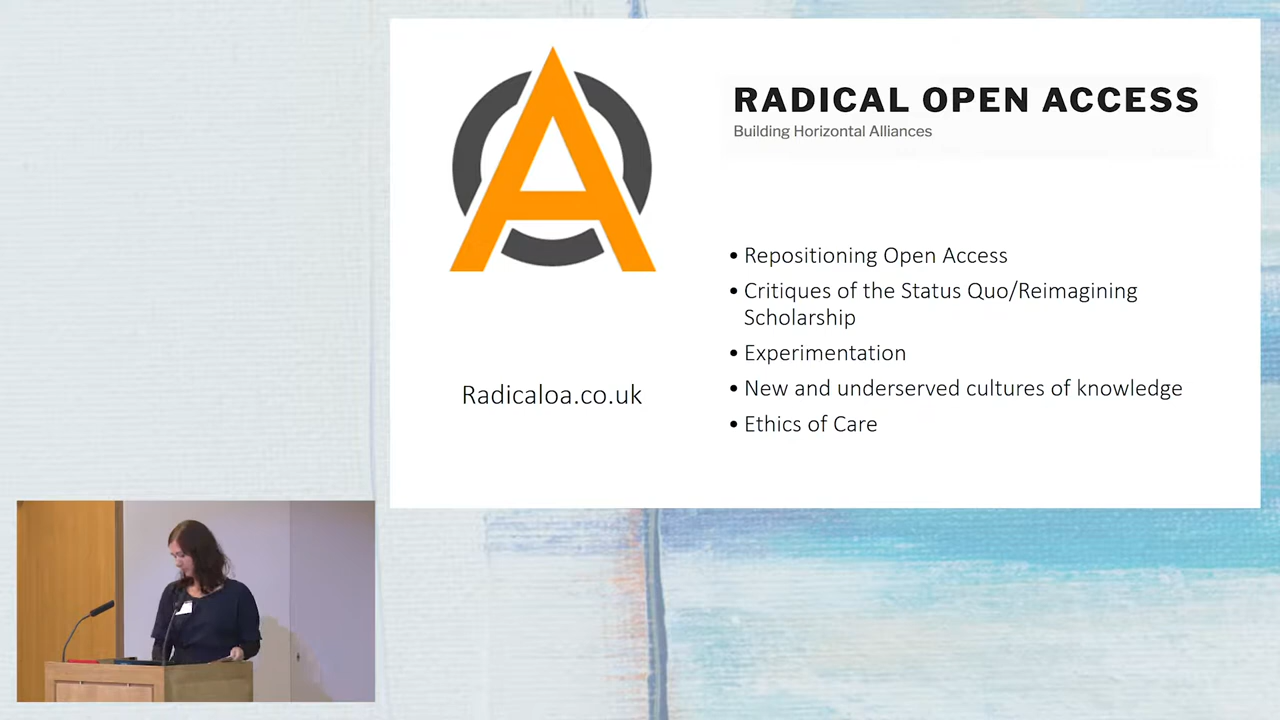 RADICAL OPEN ACCESS
Building Horizontal Alliances
• Repositioning Open Access
• Critiques of the Status Quo/Reimagining
Scholarship
• Experimentation
• New and underserved cultures of knowledge
• Ethics of Care
Radicaloa.co.uk